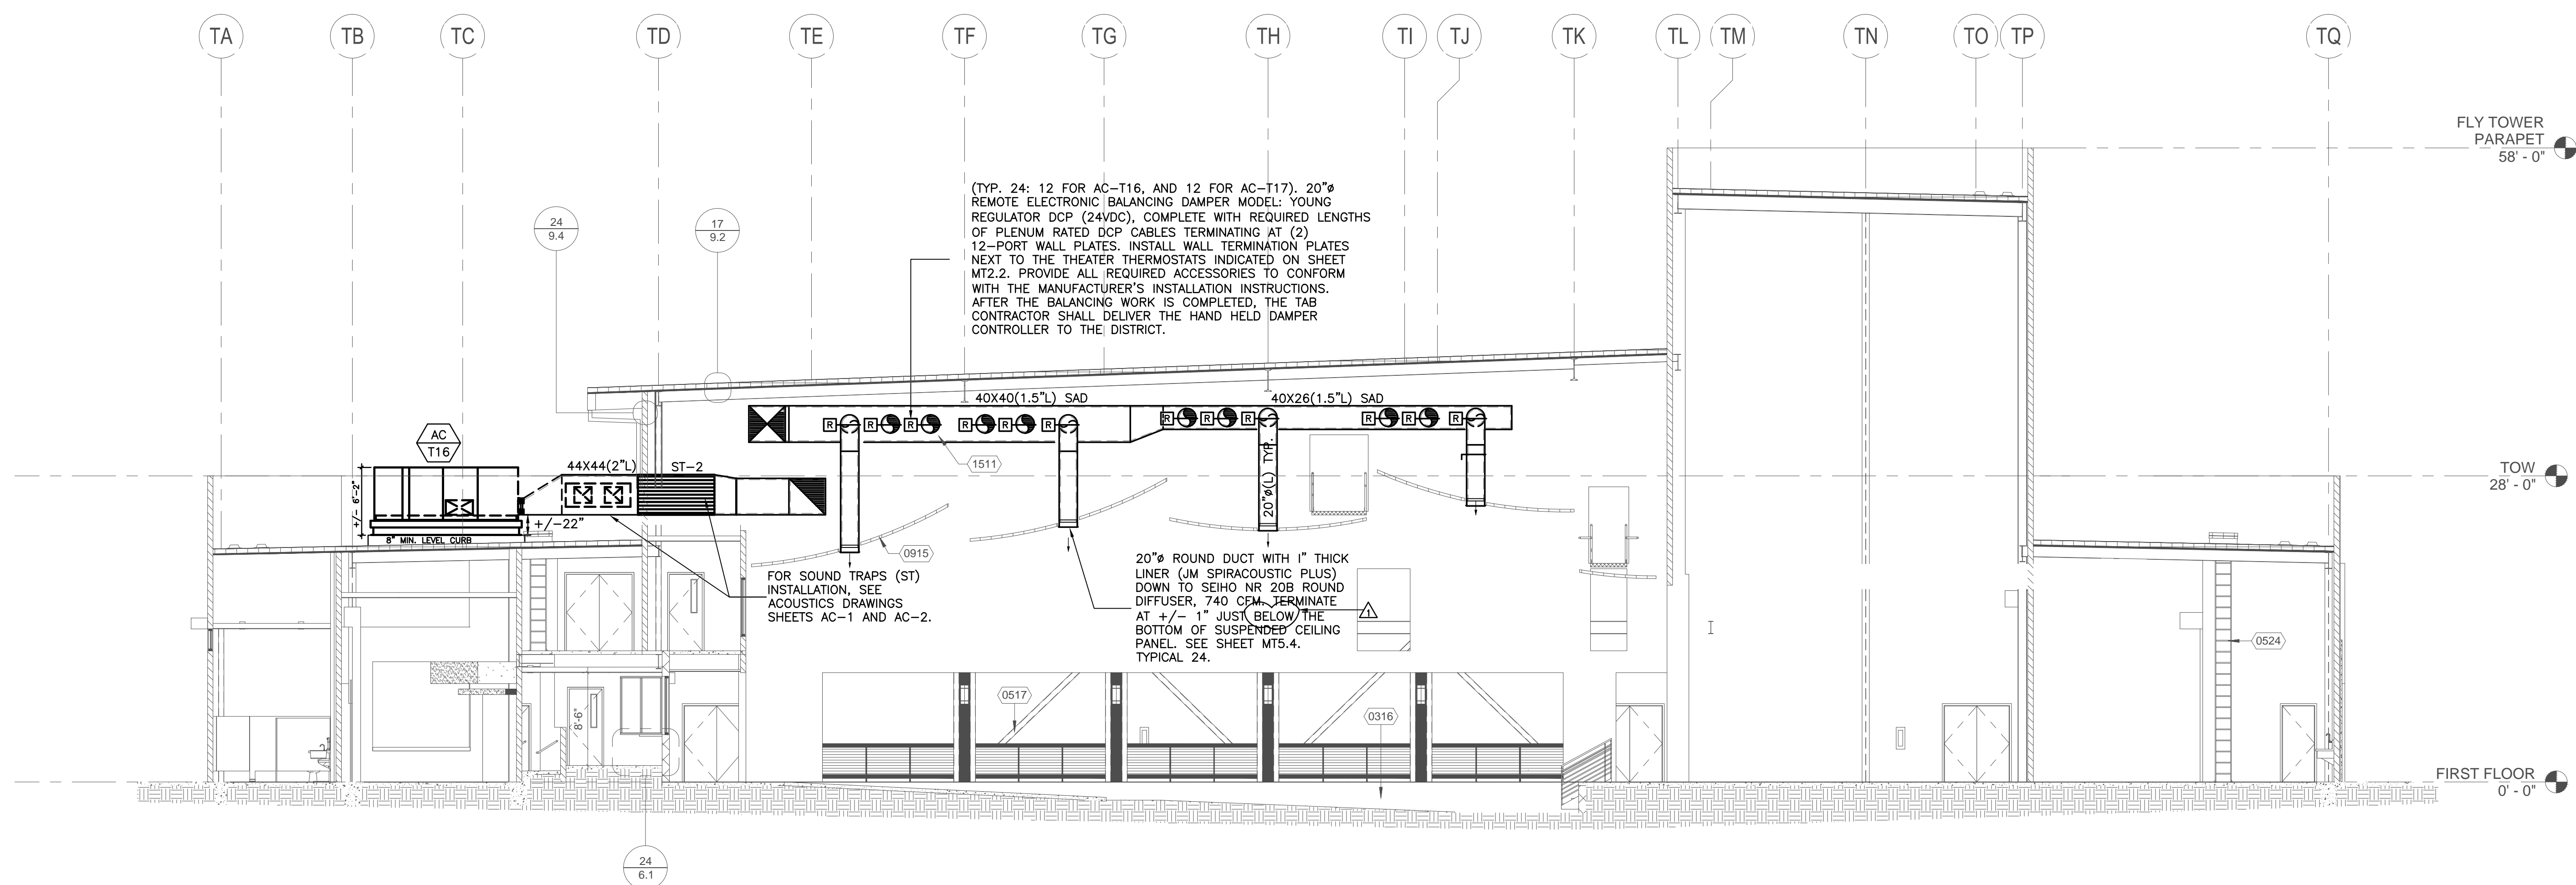 TA
TB
TC
TD
TE
TF
TG
TH
TI
TJ
TK
TL
TM
TN
TO
TP
TQ
FLY TOWER
PARAPET
58' - 0"
(TYP. 24: 12 FOR AC-T16, AND 12 FOR AC-T17). 20"ø
REMOTE ELECTRONIC BALANCING DAMPER MODEL: YOUNG
REGULATOR DCP (24VDC), COMPLETE WITH REQUIRED LENGTHS
OF PLENUM RATED DCP CABLES TERMINATING AT (2)
12-PORT WALL PLATES. INSTALL WALL TERMINATION PLATES
NEXT TO THE THEATER THERMOSTATS INDICATED ON SHEET
MT2.2. PROVIDE ALL REQUIRED ACCESSORIES TO CONFORM
WITH THE MANUFACTURER'S INSTALLATION INSTRUCTIONS.
AFTER THE BALANCING WORK IS COMPLETED, THE TAB
CONTRACTOR SHALL DELIVER THE HAND HELD DAMPER
CONTROLLER TO THE DISTRICT.
24
9.4
17
9.2
40X40(1.5"L) SAD
40X26(1.5"L) SAD
R
R
R
R
R
R
R
R
R
R
R
R
AC
T16
1511
44X44(2"L)
ST-2
20"ø(L) TYP.
TOW
28' - 0"
+/- 6'-2"
+/-22"
8" MIN. LEVEL CURB
0915
FOR SOUND TRAPS (ST)
INSTALLATION, SEE
ACOUSTICS DRAWINGS
SHEETS AC-1 AND AC-2.
20"ø ROUND DUCT WITH 1" THICK
LINER (JM SPIRACOUSTIC PLUS)
DOWN TO SEIHO NR 20B ROUND
DIFFUSER, 740 CFM. TERMINATE
AT +/- 1" JUST BELOW THE
BOTTOM OF SUSPENDED CEILING
PANEL. SEE SHEET MT5.4.
TYPICAL 24.
1
0524
0517
0316
8'-6"
FIRST FLOOR
0' - 0"
24
6.1